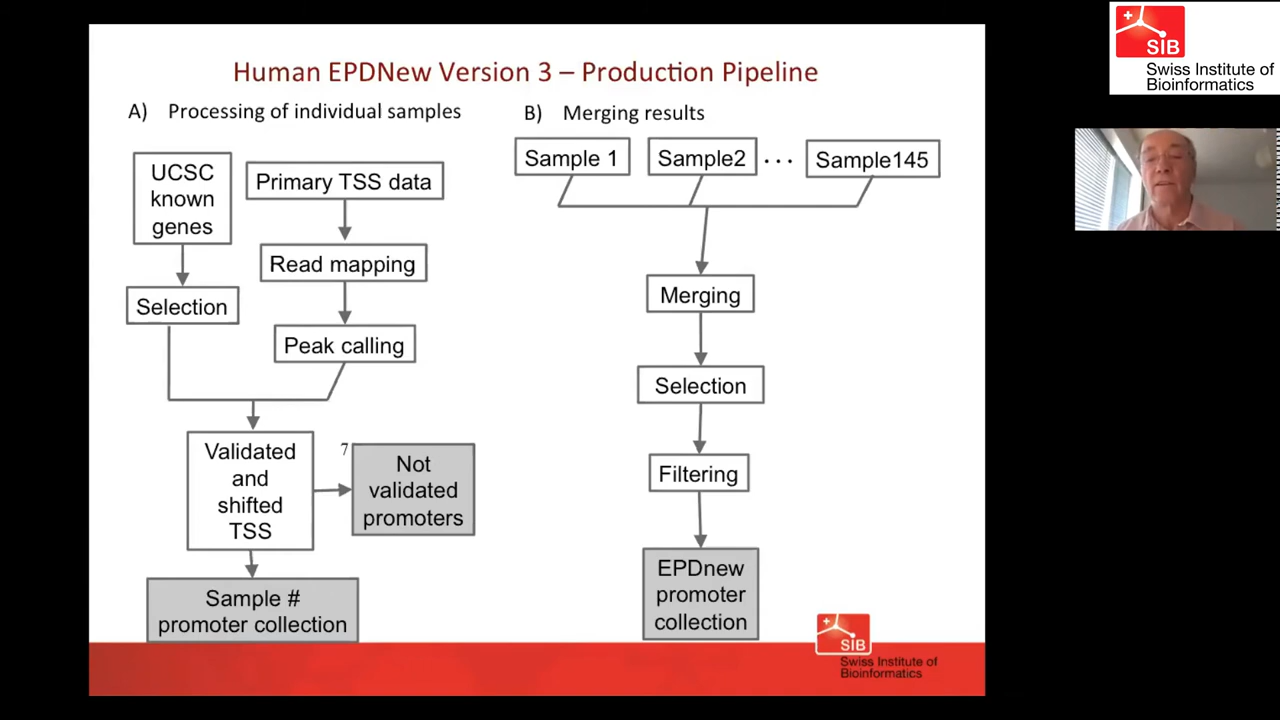 Human EPDNew Version 3 – Production Pipeline
A) Processing of individual samples
UCSC
known
genes
Primary TSS data
Read mapping
Selection
Peak calling
Validated
and
shifted
TSS
7
Not
validated
promoters
Sample #
promoter collection
B) Merging results
Sample 1
Sample2
...
Sample145
Merging
Selection
Filtering
EPDnew
promoter
collection
SIB
Swiss Institute of
Bioinformatics
SIB
Swiss Institute of
Bioinformatics